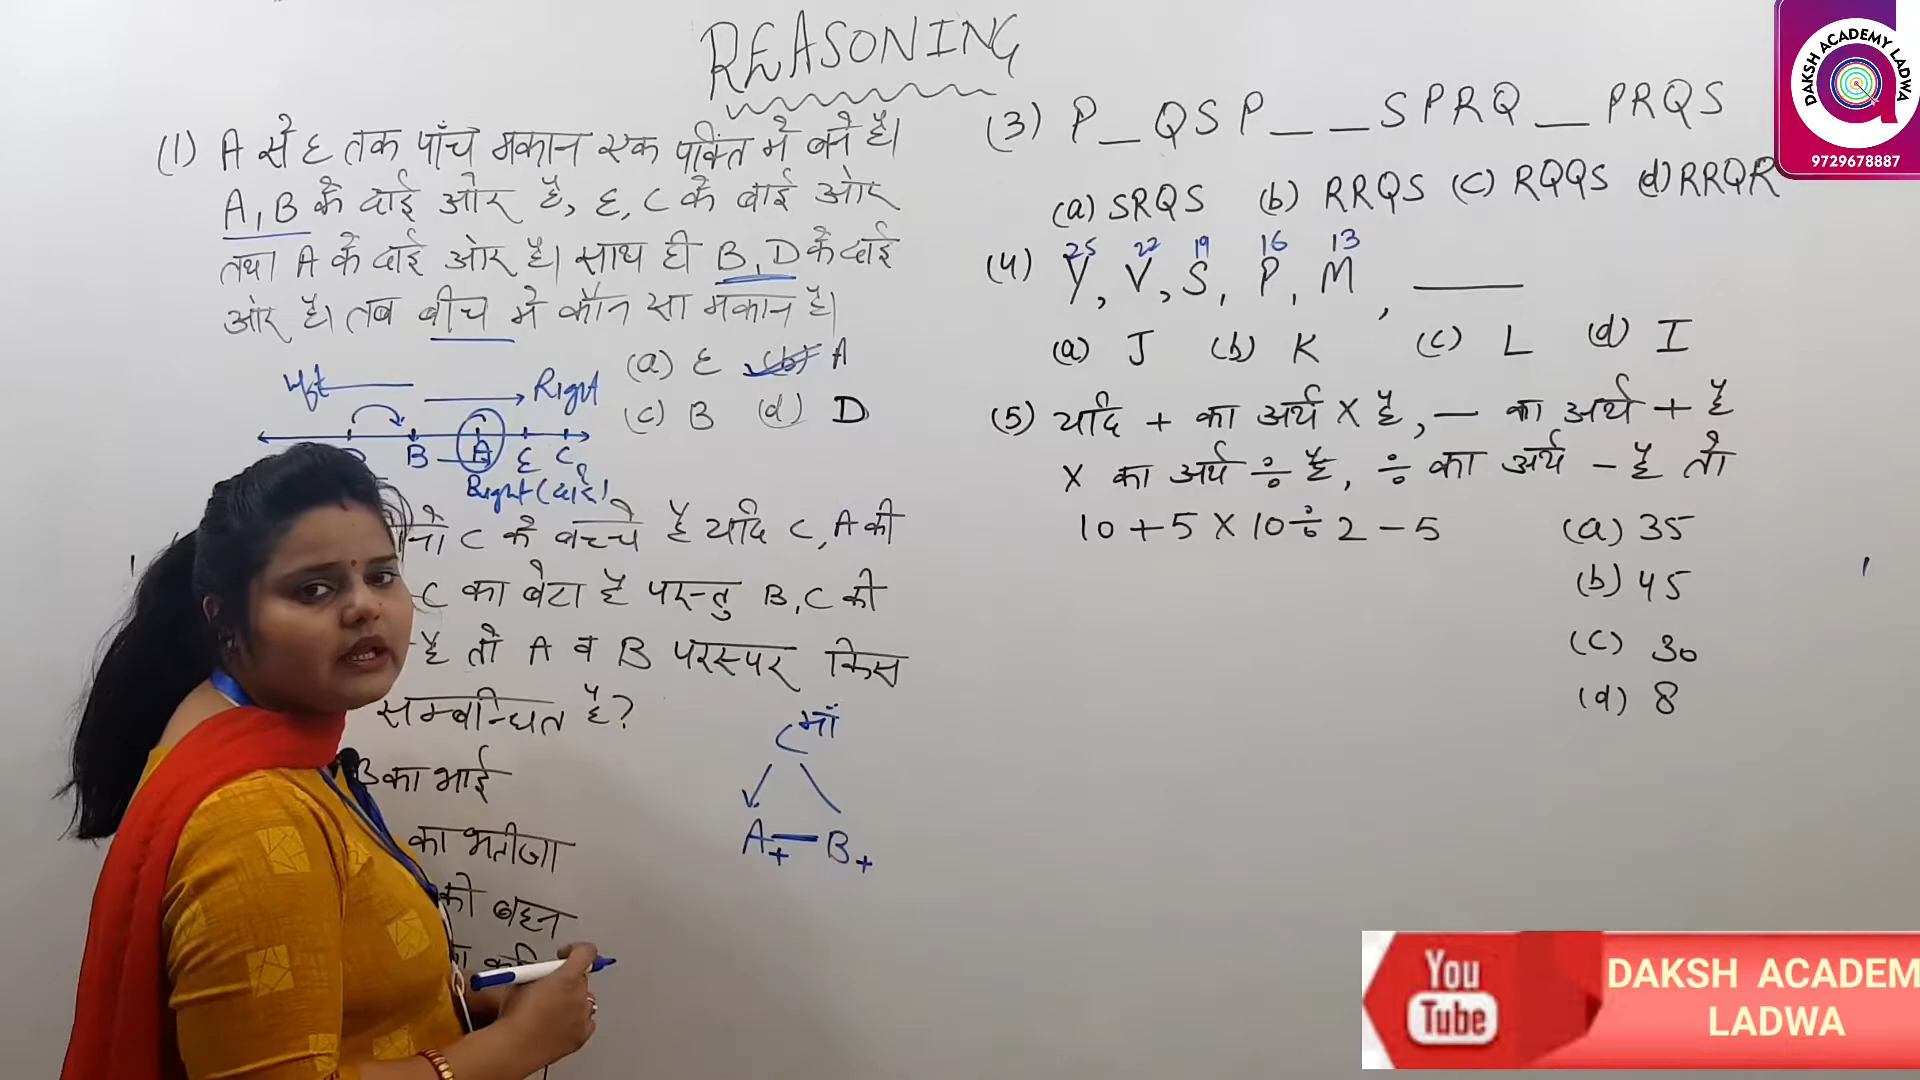 REASONING
(1) A से E तक पाँच मकान एक पंक्ति में बने है।
A, B के दाई ओर है, E, C के बाई ओर
तथा A के दाई ओर है। साथ ही B, D के दाई
ओर है। तब बीच में कौन सा मकान है।
(a) E (b) A
(c) B (d) D
left Right
B A E C
Right (दाई)
नो C के बच्चे है यदि C, A की
C का बेटा है परन्तु B, C की
है तो A व B परस्पर किस
सम्बन्धित है?
B का भाई
का भतीजा
की बहन
C माँ
A+ B+
(3) P _ Q S P _ _ S P R Q _ P R Q S
(a) SRQS (b) RRQS (c) RQQS (d) RRQR
25 22 19 16 13
(4) Y, V, S, P, M, ____
(a) J (b) K (c) L (d) I
(5) यदि + का अर्थ × है, — का अर्थ + है
× का अर्थ ÷ है, ÷ का अर्थ - है तो
10 + 5 × 10 ÷ 2 - 5
(a) 35
(b) 45
(c) 30
(d) 8
DAKSH ACADEMY LADWA
9729678887
You
Tube
DAKSH ACADEM
LADWA